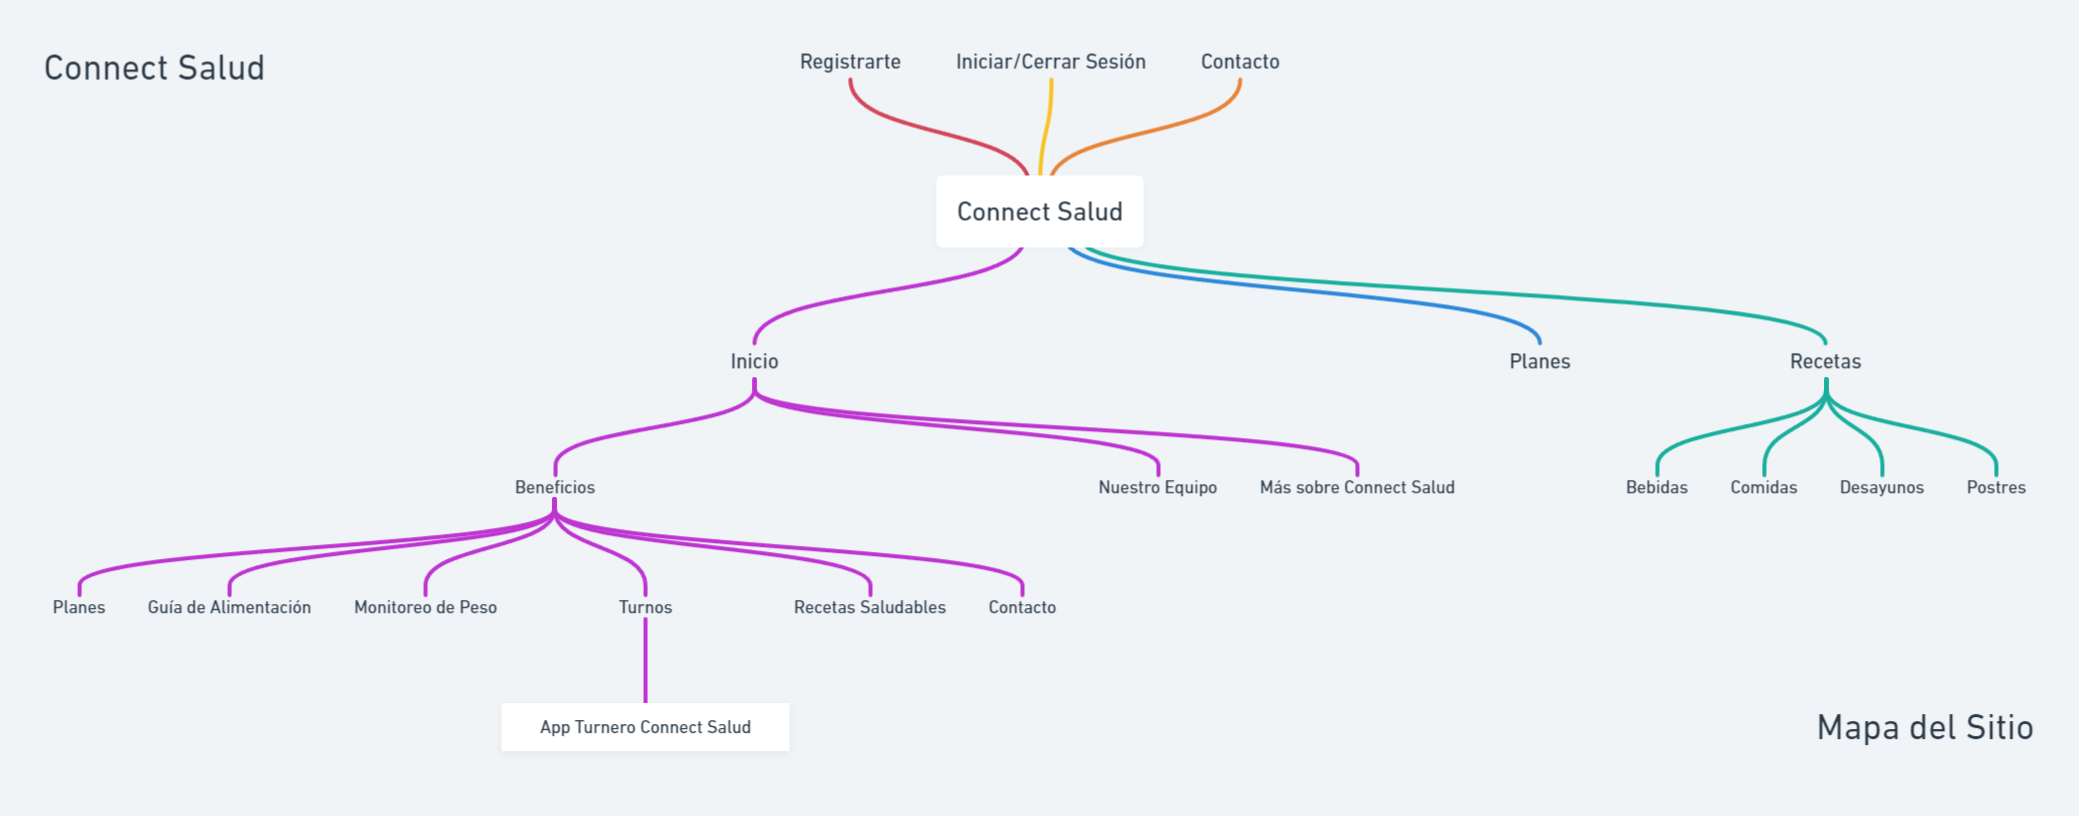 Connect Salud
Registrarte
Iniciar/Cerrar Sesión
Contacto
Connect Salud
Inicio
Planes
Recetas
Beneficios
Nuestro Equipo
Más sobre Connect Salud
Bebidas
Comidas
Desayunos
Postres
Planes
Guía de Alimentación
Monitoreo de Peso
Turnos
Recetas Saludables
Contacto
App Turnero Connect Salud
Mapa del Sitio